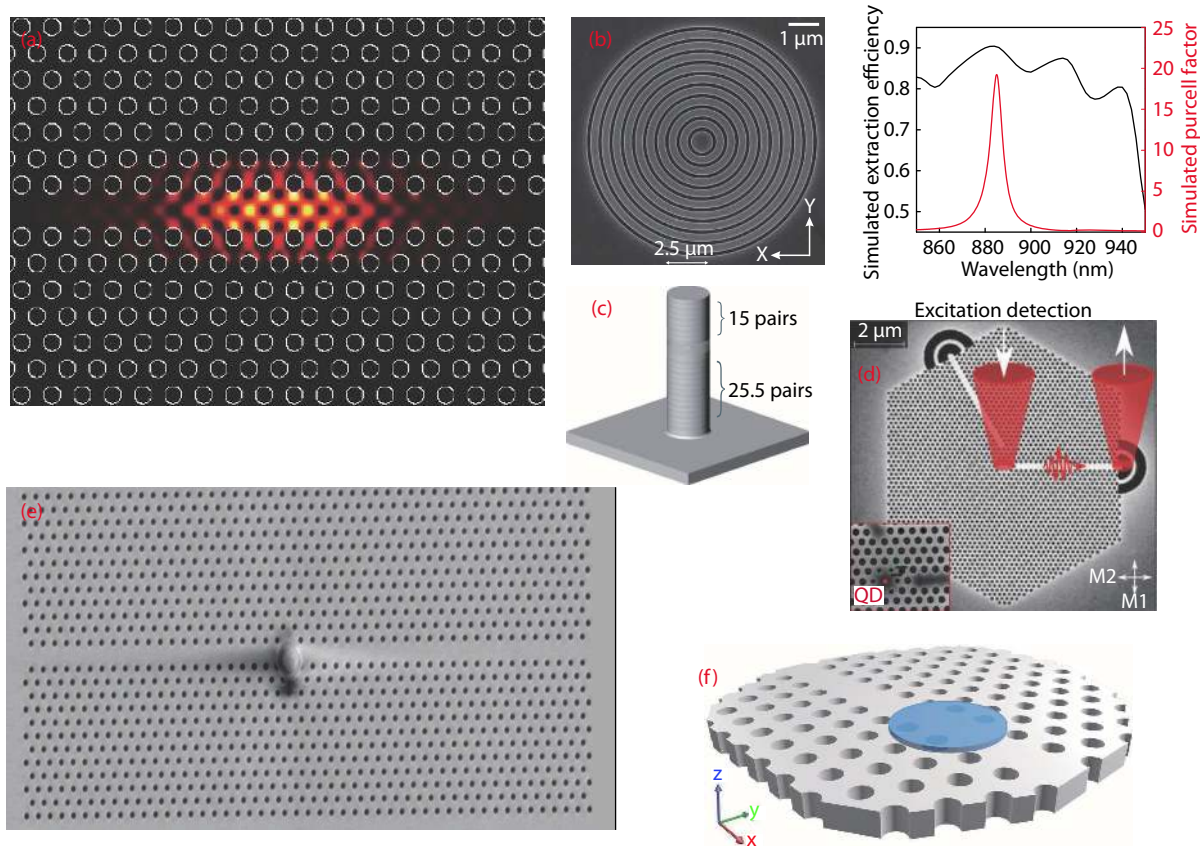 (a)
(b)
1 µm
2.5 µm
Y
X
Simulated extraction efficiency
0.9
0.8
0.7
0.6
0.5
860
880
900
920
940
Wavelength (nm)
25
20
15
10
5
0
Simulated purcell factor
(c)
15 pairs
25.5 pairs
Excitation detection
2 µm
(d)
M2
M1
QD
(e)
(f)
z
y
x